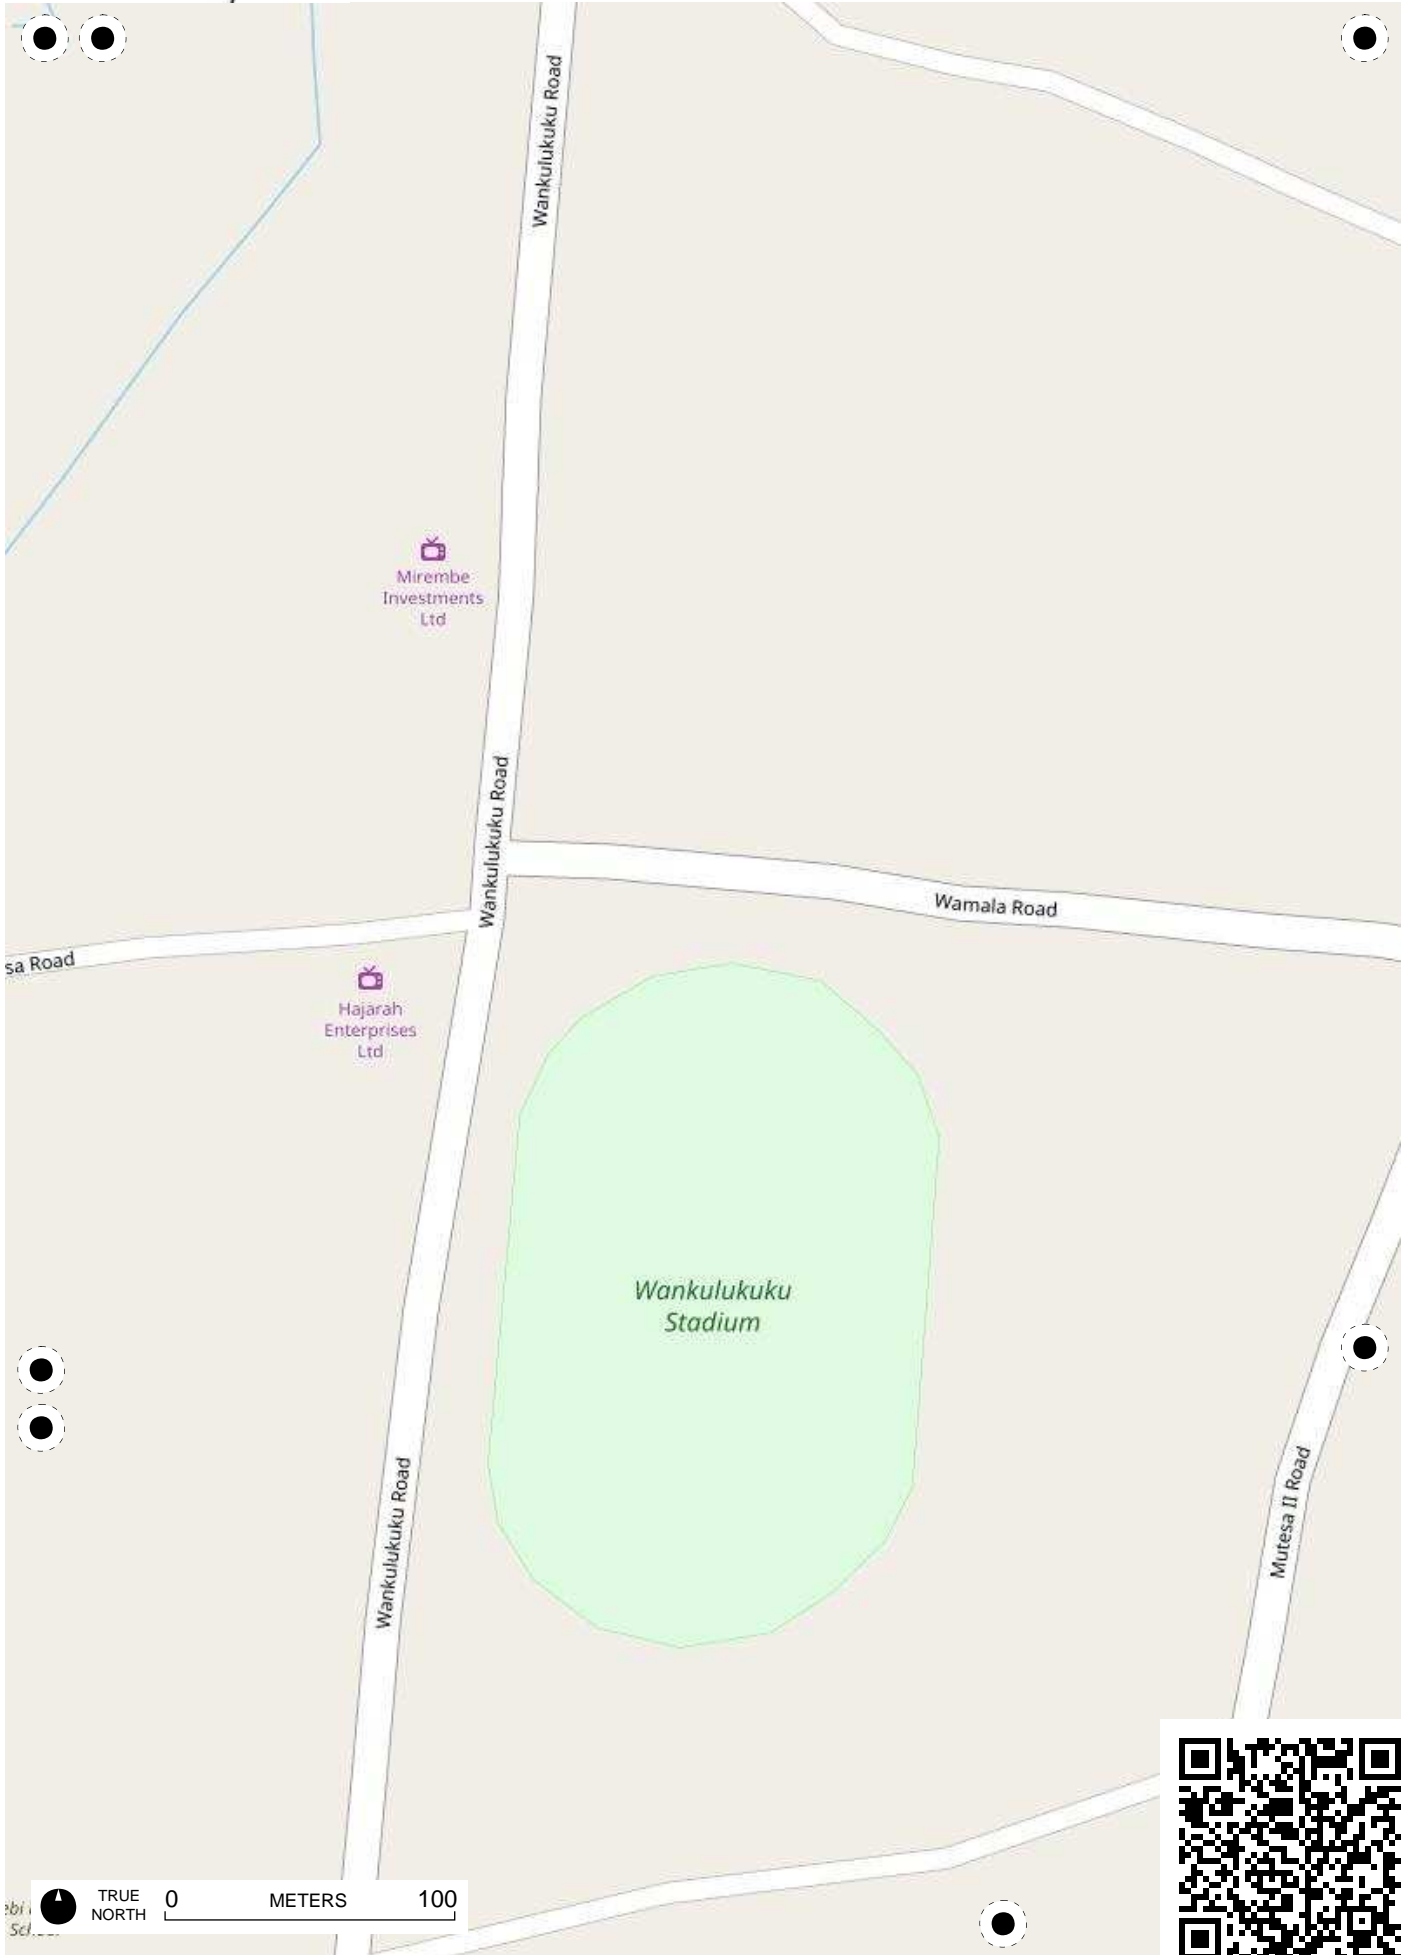 Wankulukuku Road
Mirembe
Investments
Ltd
Wankulukuku Road
Wamala Road
sa Road
Hajarah
Enterprises
Ltd
Wankulukuku
Stadium
Wankulukuku Road
Mutesa II Road
TRUE
NORTH
0
METERS
100